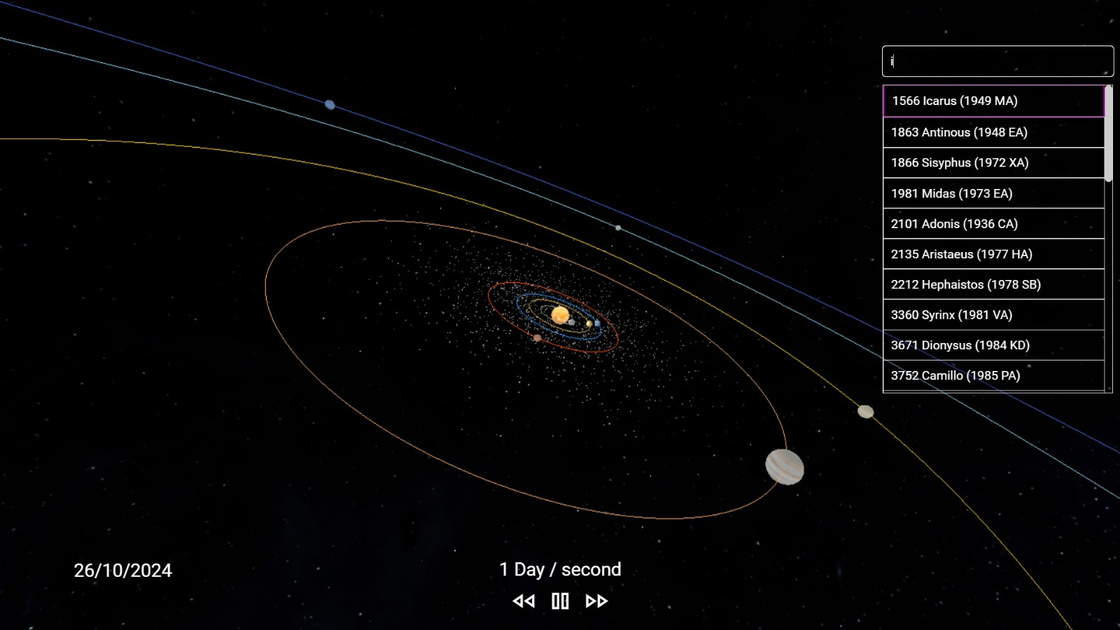 i
1566 Icarus (1949 MA)
1863 Antinous (1948 EA)
1866 Sisyphus (1972 XA)
1981 Midas (1973 EA)
2101 Adonis (1936 CA)
2135 Aristaeus (1977 HA)
2212 Hephaistos (1978 SB)
3360 Syrinx (1981 VA)
3671 Dionysus (1984 KD)
3752 Camillo (1985 PA)
26/10/2024
1 Day / second